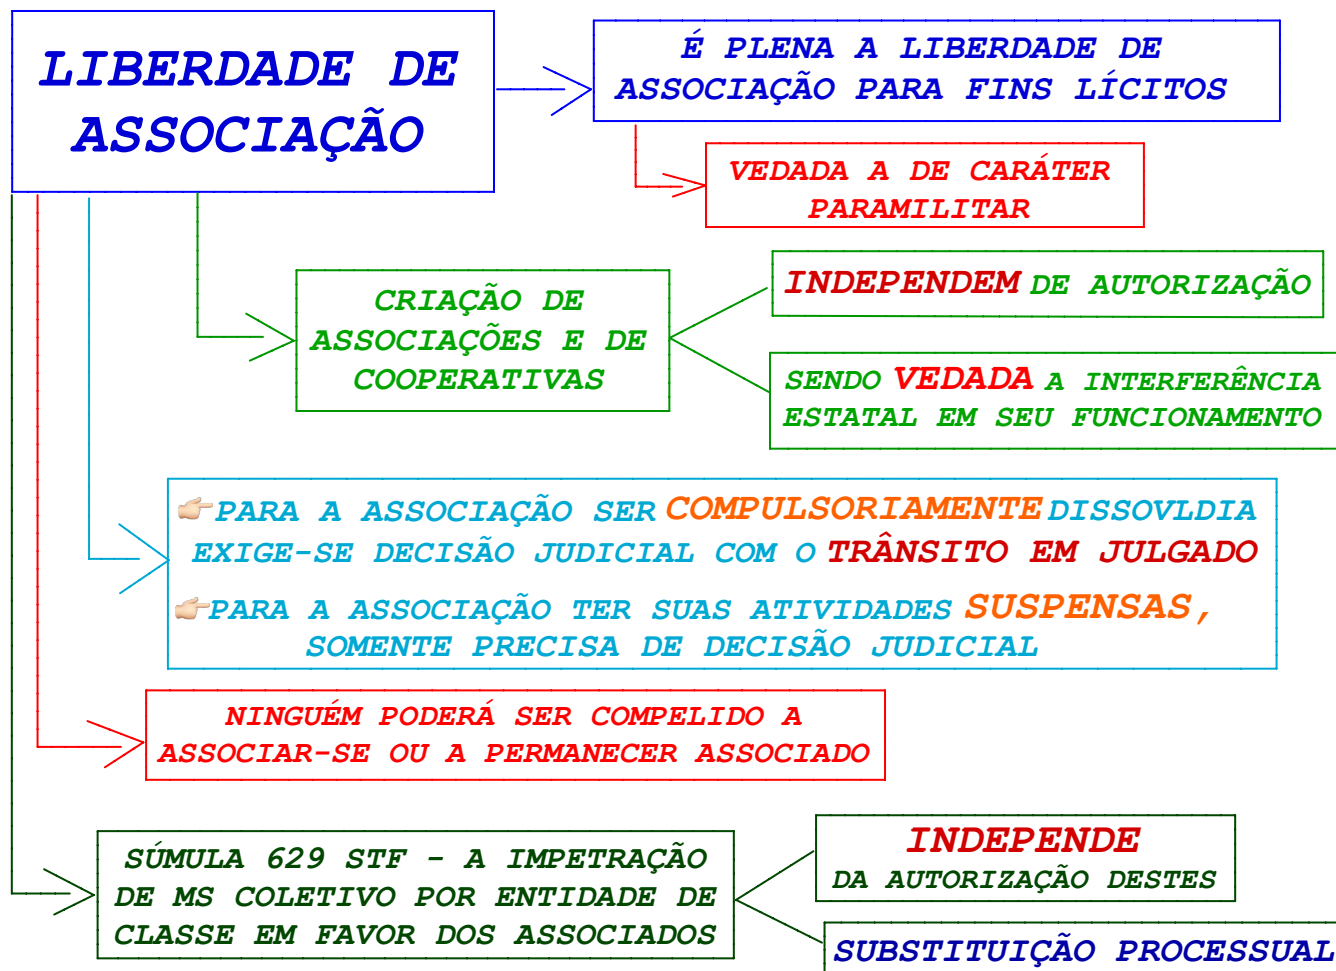 LIBERDADE DE
ASSOCIAÇÃO
É PLENA A LIBERDADE DE
ASSOCIAÇÃO PARA FINS LÍCITOS
VEDADA A DE CARÁTER
PARAMILITAR
CRIAÇÃO DE
ASSOCIAÇÕES E DE
COOPERATIVAS
INDEPENDEM DE AUTORIZAÇÃO
SENDO VEDADA A INTERFERÊNCIA
ESTATAL EM SEU FUNCIONAMENTO
PARA A ASSOCIAÇÃO SER COMPULSORIAMENTE DISSOVLDIA
EXIGE-SE DECISÃO JUDICIAL COM O TRÂNSITO EM JULGADO
PARA A ASSOCIAÇÃO TER SUAS ATIVIDADES SUSPENSAS,
SOMENTE PRECISA DE DECISÃO JUDICIAL
NINGUÉM PODERÁ SER COMPELIDO A
ASSOCIAR-SE OU A PERMANECER ASSOCIADO
SÚMULA 629 STF - A IMPETRAÇÃO
DE MS COLETIVO POR ENTIDADE DE
CLASSE EM FAVOR DOS ASSOCIADOS
INDEPENDE
DA AUTORIZAÇÃO DESTES
SUBSTITUIÇÃO PROCESSUAL